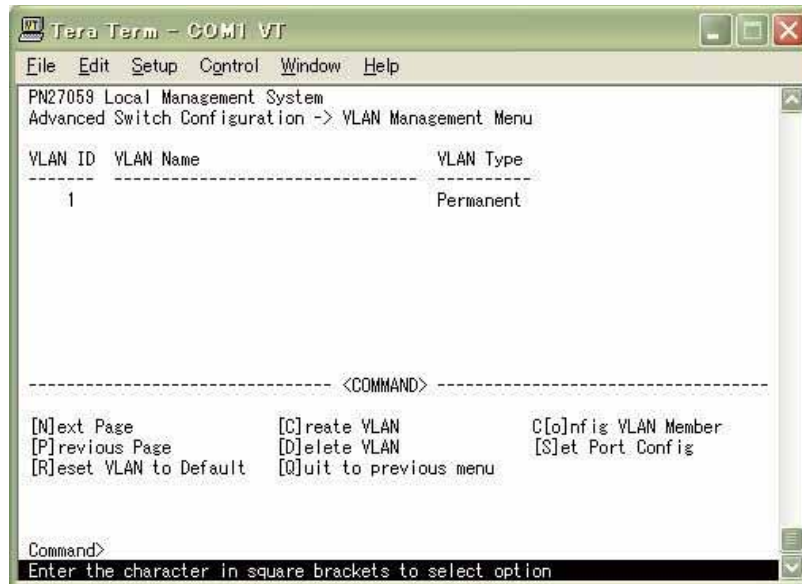 Tera Term - COM1 VT
File Edit Setup Control Window Help
PN27059 Local Management System
Advanced Switch Configuration -> VLAN Management Menu
VLAN ID VLAN Name VLAN Type
------- -------------------------------- ----------
1 Permanent
-------------------------------- <COMMAND> -----------------------------------
[N]ext Page [C]reate VLAN C[o]nfig VLAN Member
[P]revious Page [D]elete VLAN [S]et Port Config
[R]eset VLAN to Default [Q]uit to previous menu
Command>
Enter the character in square brackets to select option